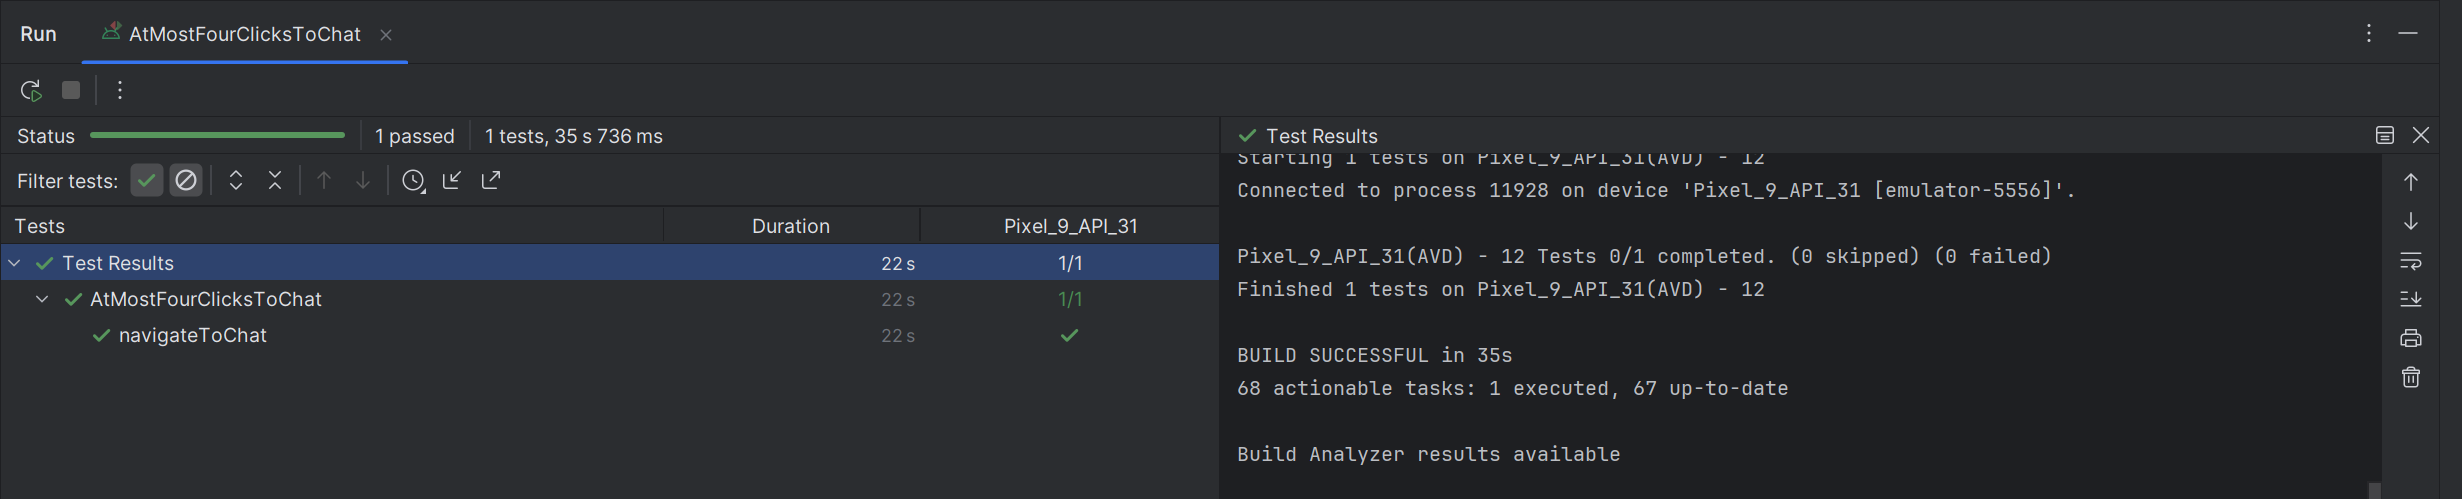 Run AtMostFourClicksToChat
Status 1 passed 1 tests, 35 s 736 ms
Filter tests:
Tests Duration Pixel_9_API_31
Test Results 22 s 1/1
AtMostFourClicksToChat 22 s 1/1
navigateToChat 22 s
Test Results
Starting 1 tests on Pixel_9_API_31(AVD) - 12
Connected to process 11928 on device 'Pixel_9_API_31 [emulator-5556]'.
Pixel_9_API_31(AVD) - 12 Tests 0/1 completed. (0 skipped) (0 failed)
Finished 1 tests on Pixel_9_API_31(AVD) - 12
BUILD SUCCESSFUL in 35s
68 actionable tasks: 1 executed, 67 up-to-date
Build Analyzer results available